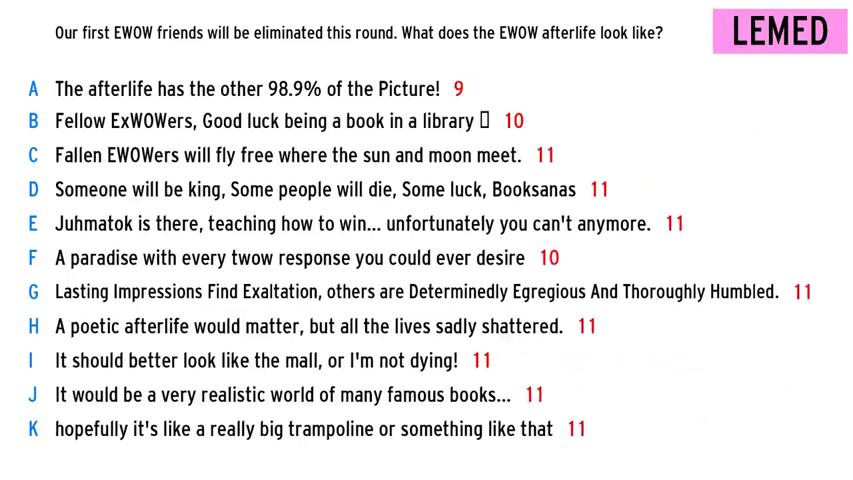 Our first EWOW friends will be eliminated this round. What does the EWOW afterlife look like?
LEMED
A The afterlife has the other 98.9% of the Picture! 9
B Fellow ExWOWers, Good luck being a book in a library 10
C Fallen EWOWers will fly free where the sun and moon meet. 11
D Someone will be king, Some people will die, Some luck, Booksanas 11
E Juhmatok is there, teaching how to win... unfortunately you can't anymore. 11
F A paradise with every twow response you could ever desire 10
G Lasting Impressions Find Exaltation, others are Determinedly Egregious And Thoroughly Humbled. 11
H A poetic afterlife would matter, but all the lives sadly shattered. 11
I It should better look like the mall, or I'm not dying! 11
J It would be a very realistic world of many famous books... 11
K hopefully it's like a really big trampoline or something like that 11